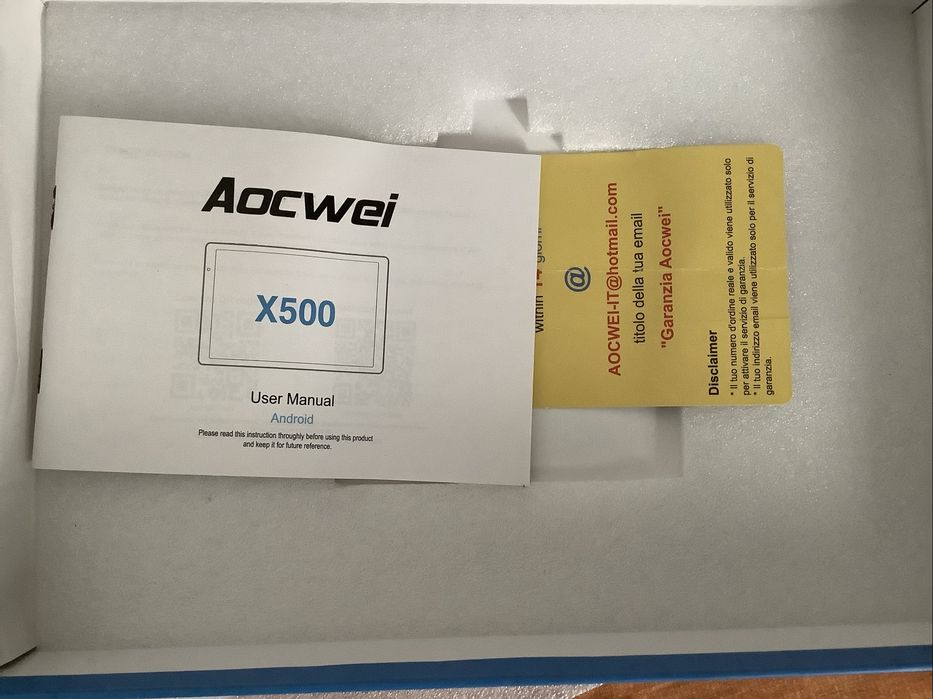 Aocwei
X500
User Manual
Android
Please read this instruction throughly before using this product
and keep it for future reference.
within 14 giorni
@
AOCWEI-IT@hotmail.com
titolo della tua email
"Garanzia Aocwei"
Disclaimer
* Il tuo numero d'ordine reale e valido viene utilizzato solo
per attivare il servizio di garanzia.
* Il tuo indirizzo email viene utilizzato solo per il servizio di
garanzia.